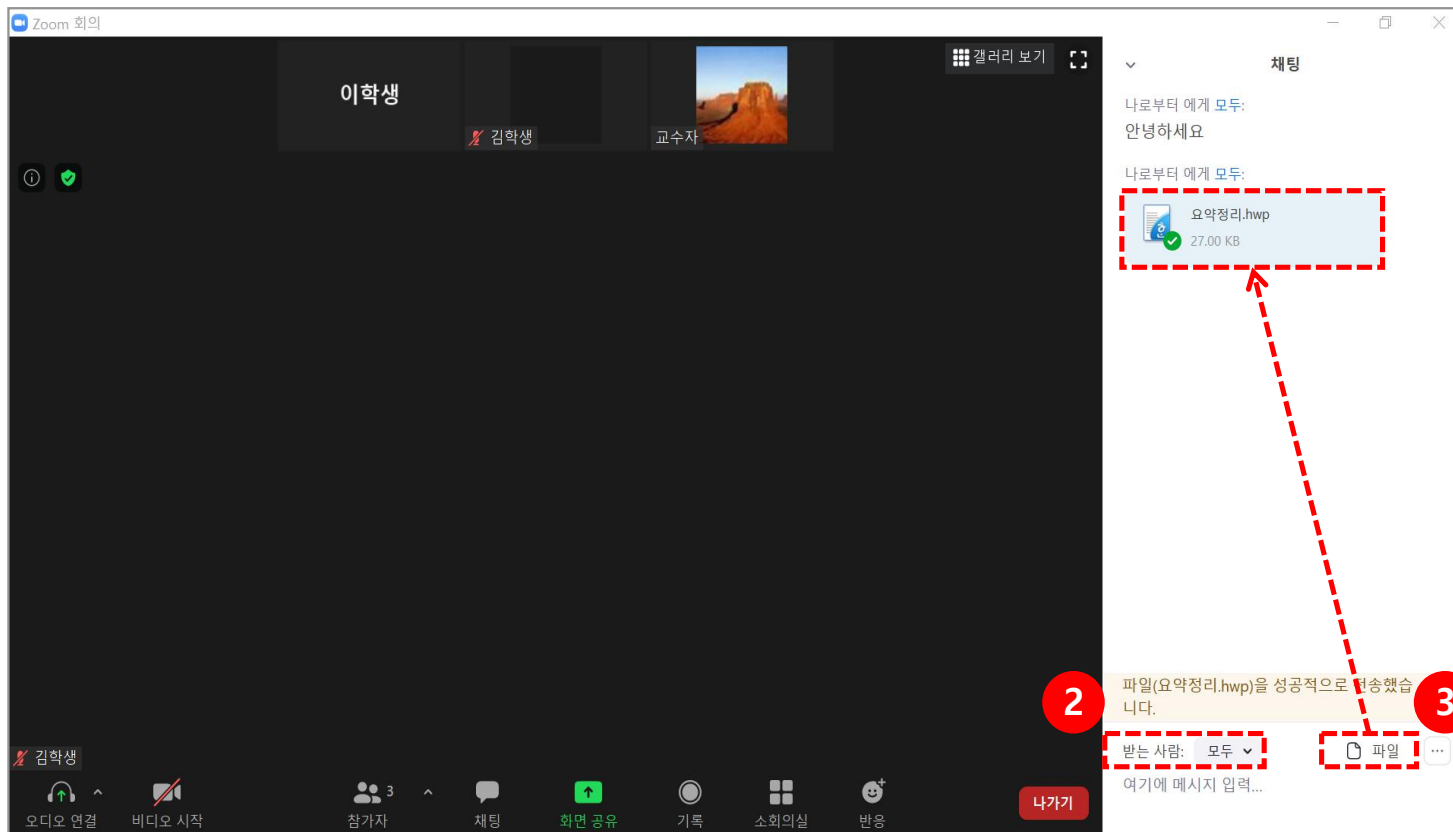 Zoom 회의
이학생
김학생
교수자
갤러리 보기
채팅
나로부터 에게 모두:
안녕하세요
나로부터 에게 모두:
요약정리.hwp
27.00 KB
파일(요약정리.hwp)을 성공적으로 전송했습
니다.
2
3
받는 사람: 모두
파일
여기에 메시지 입력...
김학생
오디오 연결
비디오 시작
3
참가자
채팅
화면 공유
기록
소회의실
반응
나가기